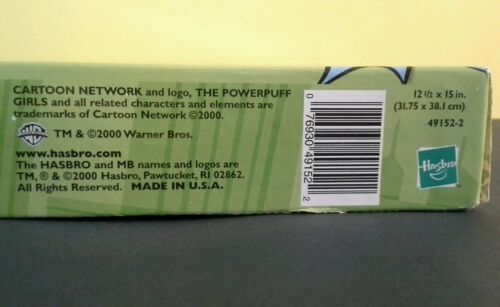 CARTOON NETWORK and logo, THE POWERPUFF
GIRLS and all related characters and elements are
trademarks of Cartoon Network ©2000.
WB
TM & ©2000 Warner Bros.
www.hasbro.com
The HASBRO and MB names and logos are
TM, ® & ©2000 Hasbro, Pawtucket, RI 02862.
All Rights Reserved. MADE IN U.S.A.
0 76930 49152 2
12 1/2 x 15 in.
(31.75 x 38.1 cm)
49152-2
Hasbro